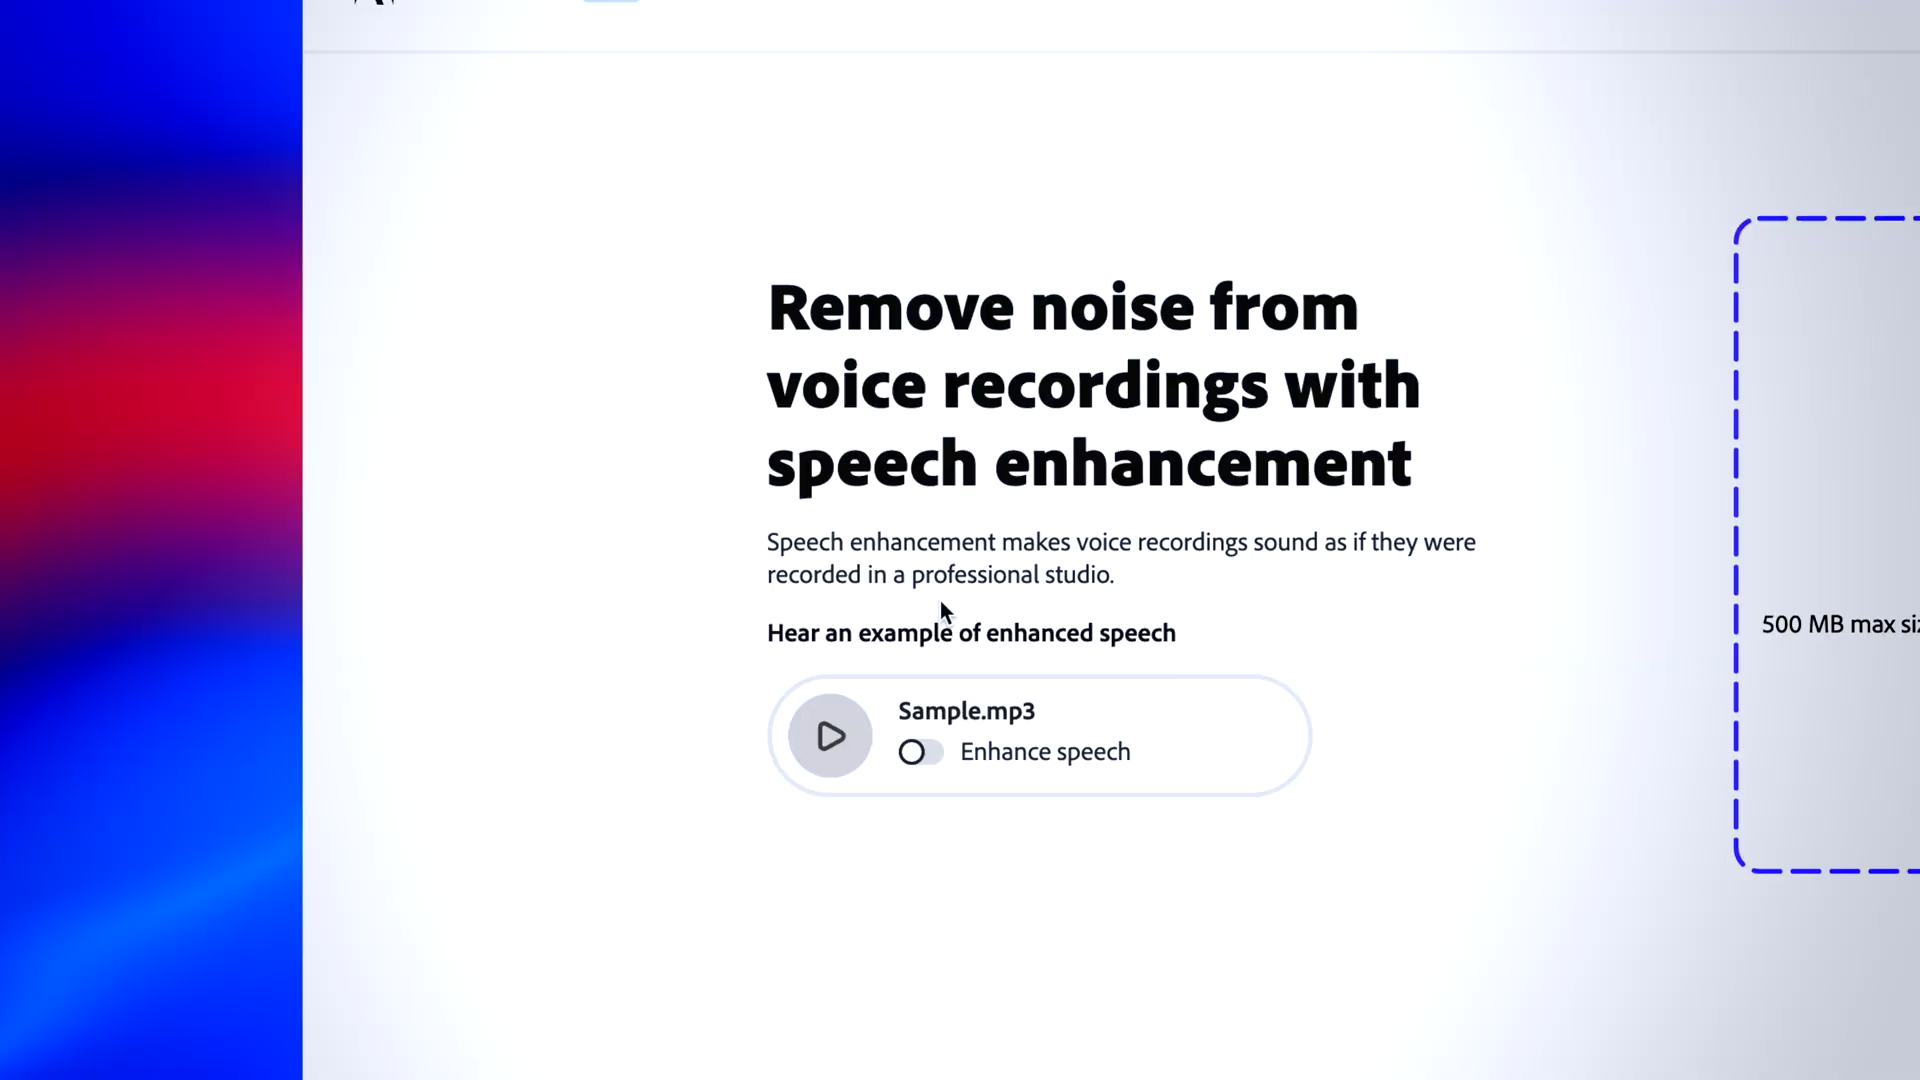 Remove noise from
voice recordings with
speech enhancement
Speech enhancement makes voice recordings sound as if they were
recorded in a professional studio.
Hear an example of enhanced speech
Sample.mp3
Enhance speech
500 MB max